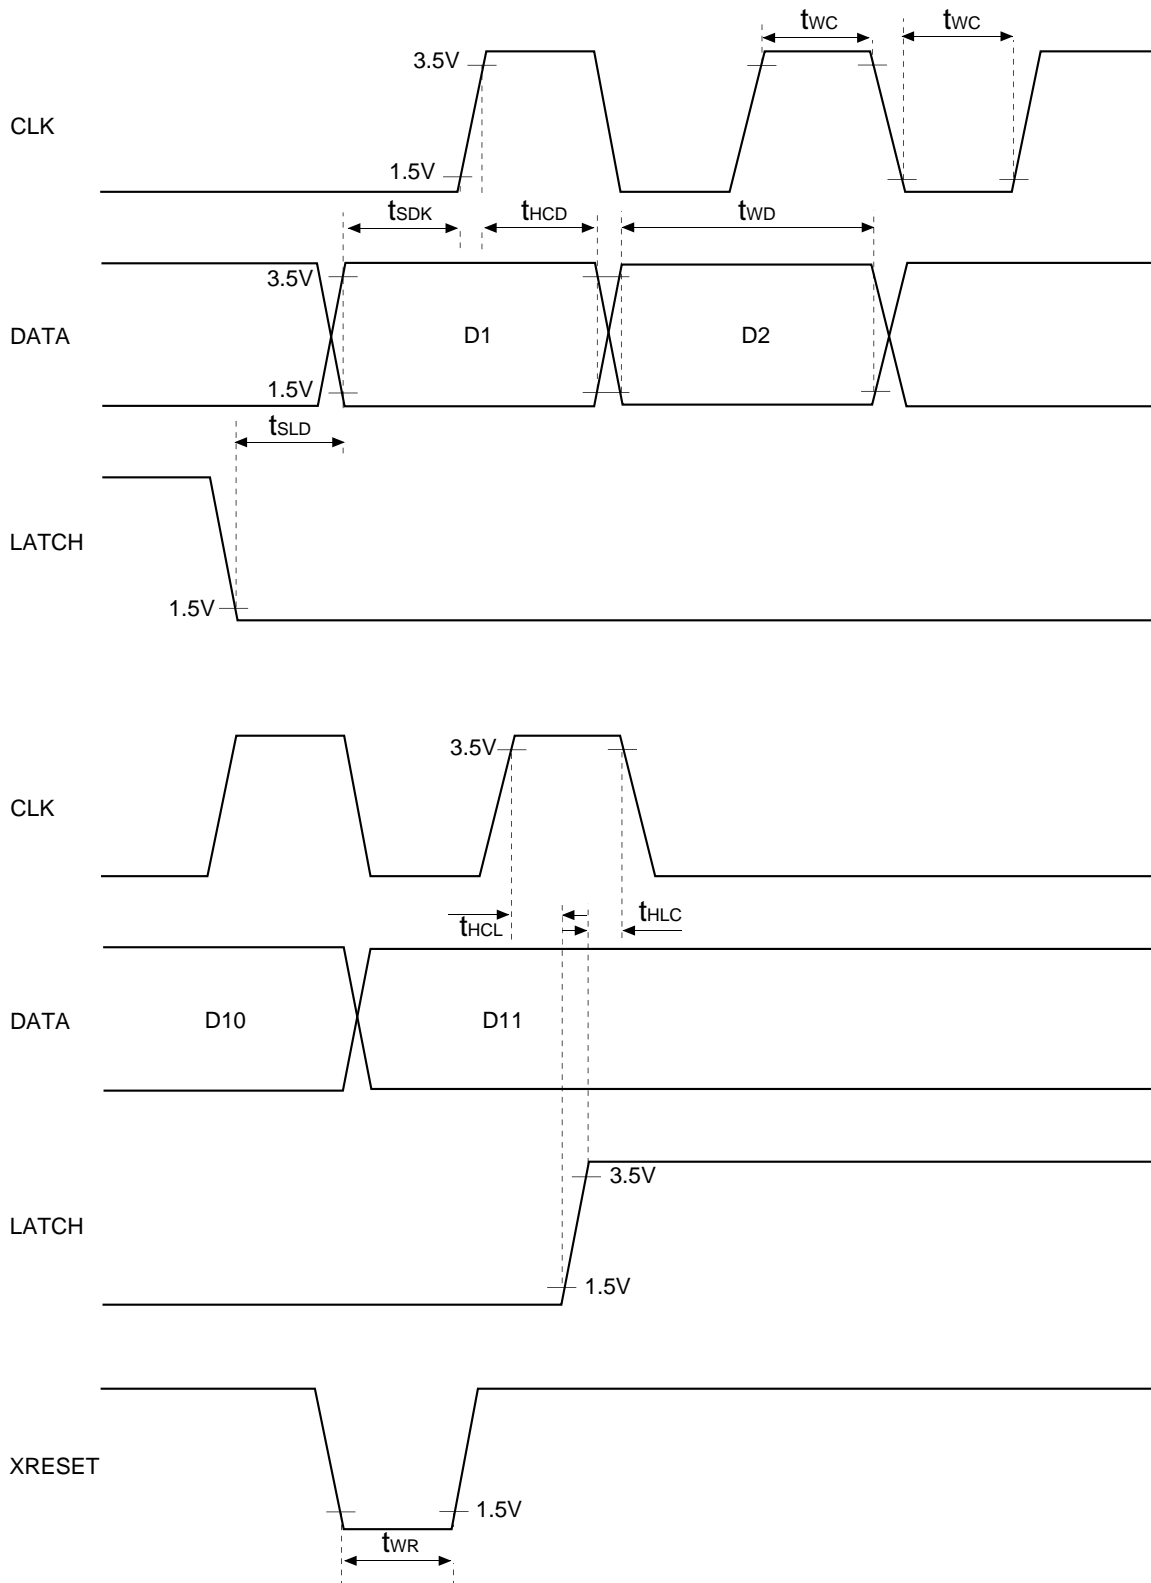 tWC
tWC
3.5V
CLK
1.5V
tSDK
tHCD
tWD
3.5V
DATA
D1
D2
1.5V
tSLD
LATCH
1.5V
3.5V
CLK
tHCL
tHLC
DATA
D10
D11
3.5V
LATCH
1.5V
XRESET
1.5V
tWR